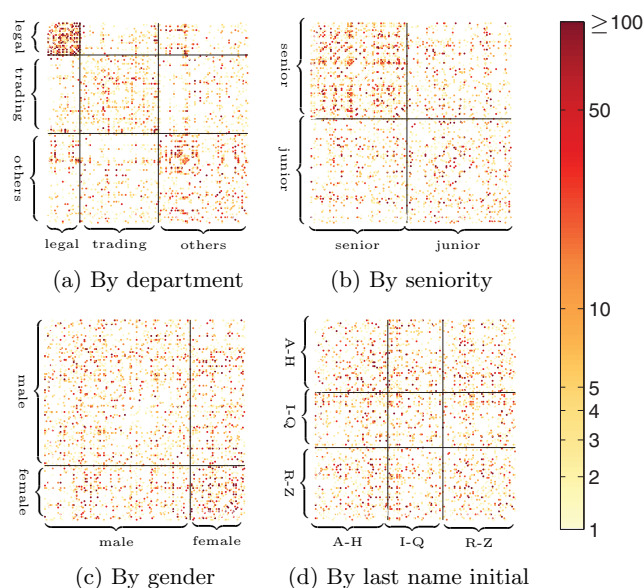 legal
trading
others
legal trading others
(a) By department
senior
junior
senior junior
(b) By seniority
male
female
male female
(c) By gender
A-H
I-Q
R-Z
A-H I-Q R-Z
(d) By last name initial
≥100
50
10
5
4
3
2
1